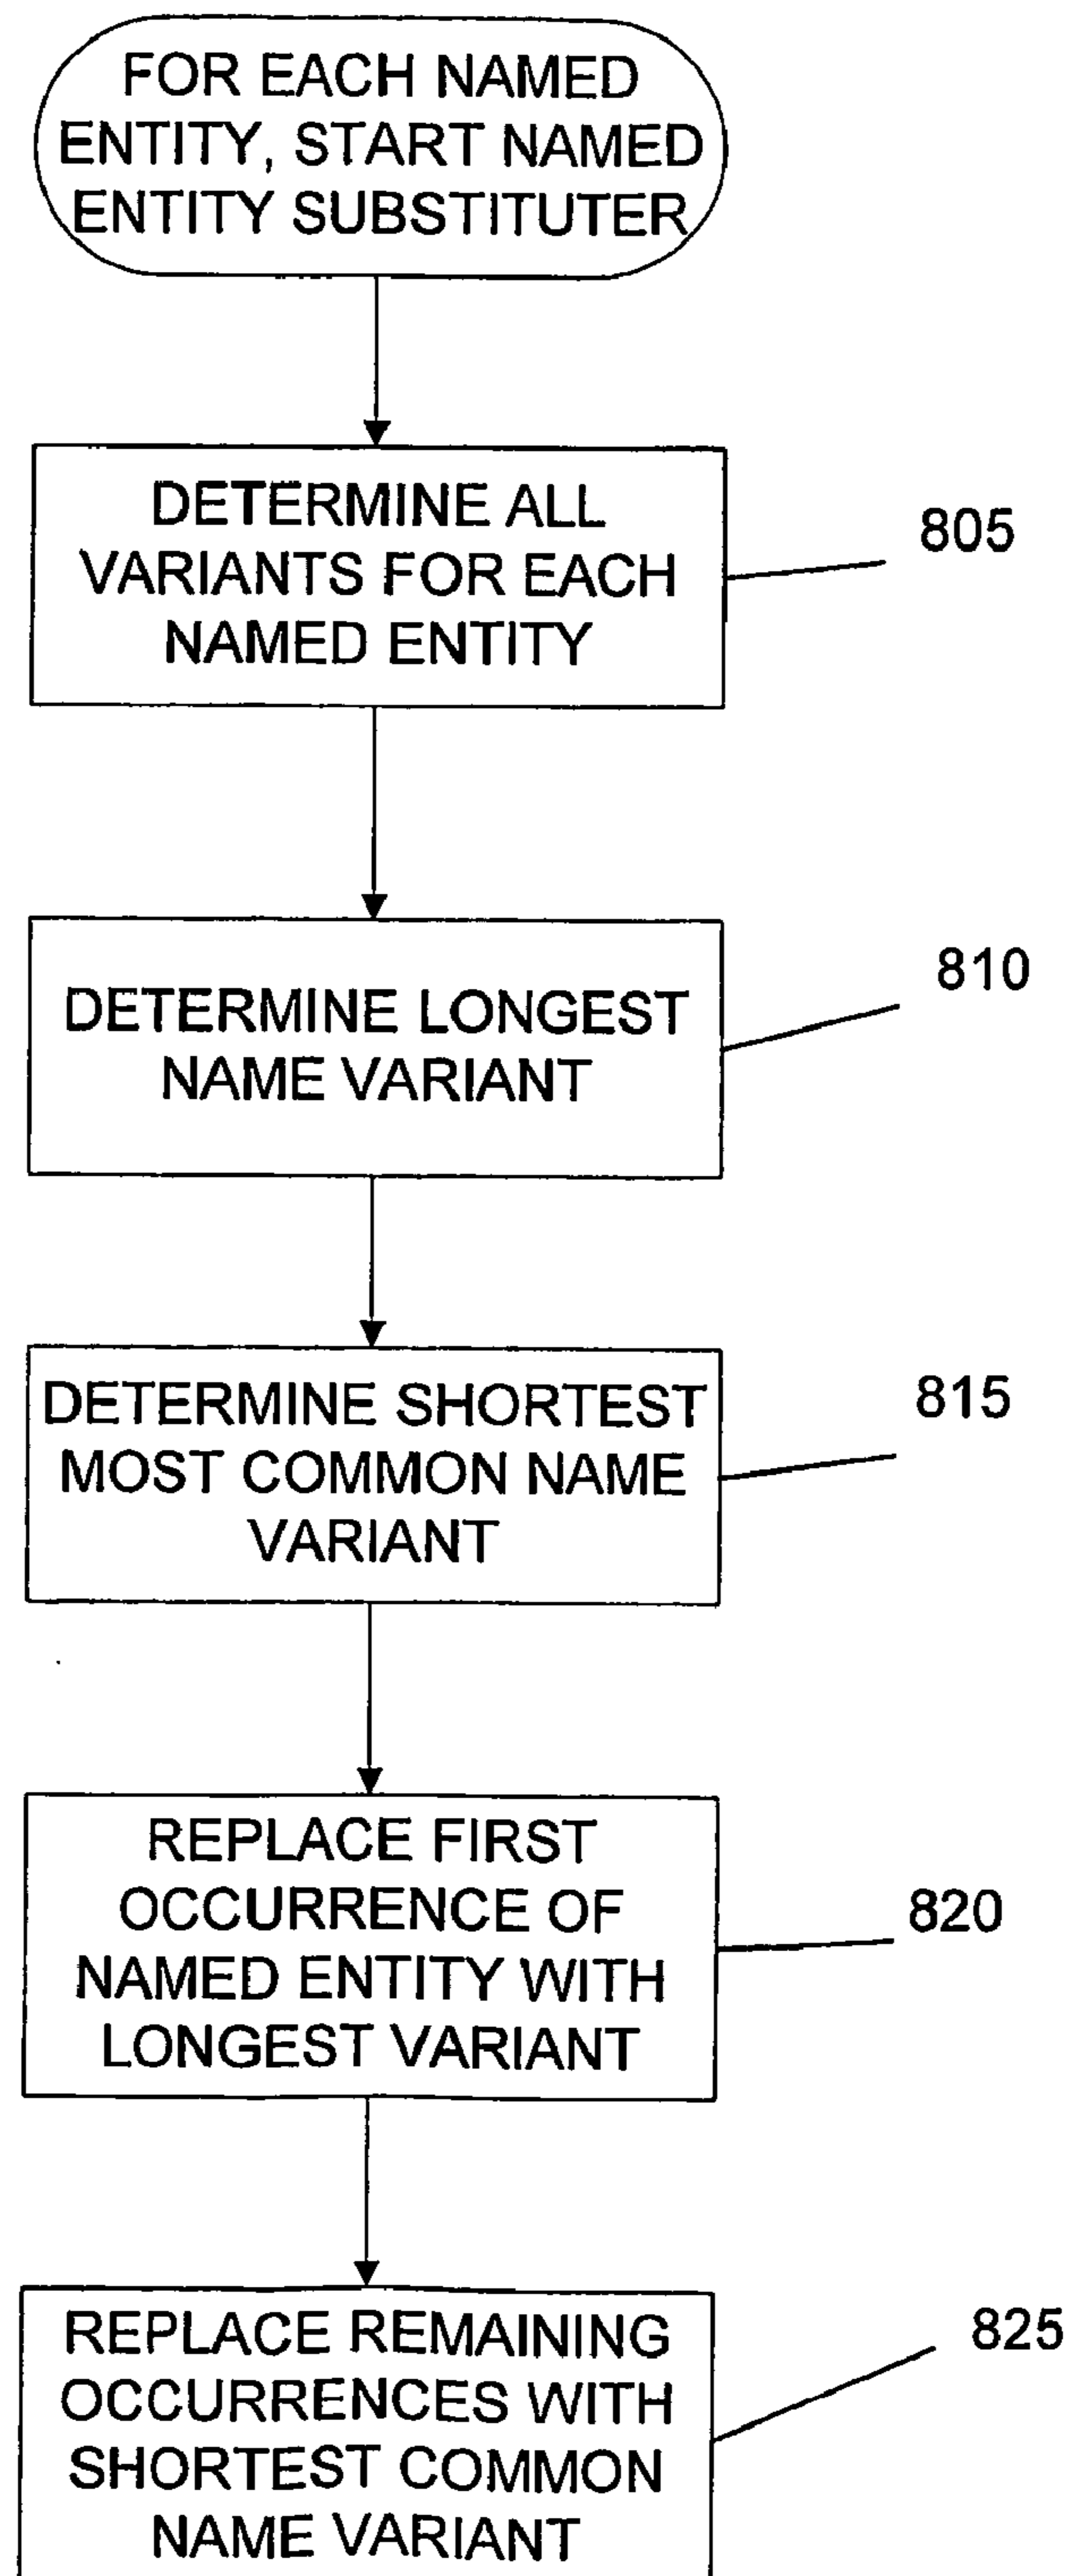 FOR EACH NAMED
ENTITY, START NAMED
ENTITY SUBSTITUTER
DETERMINE ALL
VARIANTS FOR EACH
NAMED ENTITY
805
DETERMINE LONGEST
NAME VARIANT
810
DETERMINE SHORTEST
MOST COMMON NAME
VARIANT
815
REPLACE FIRST
OCCURRENCE OF
NAMED ENTITY WITH
LONGEST VARIANT
820
REPLACE REMAINING
OCCURRENCES WITH
SHORTEST COMMON
NAME VARIANT
825